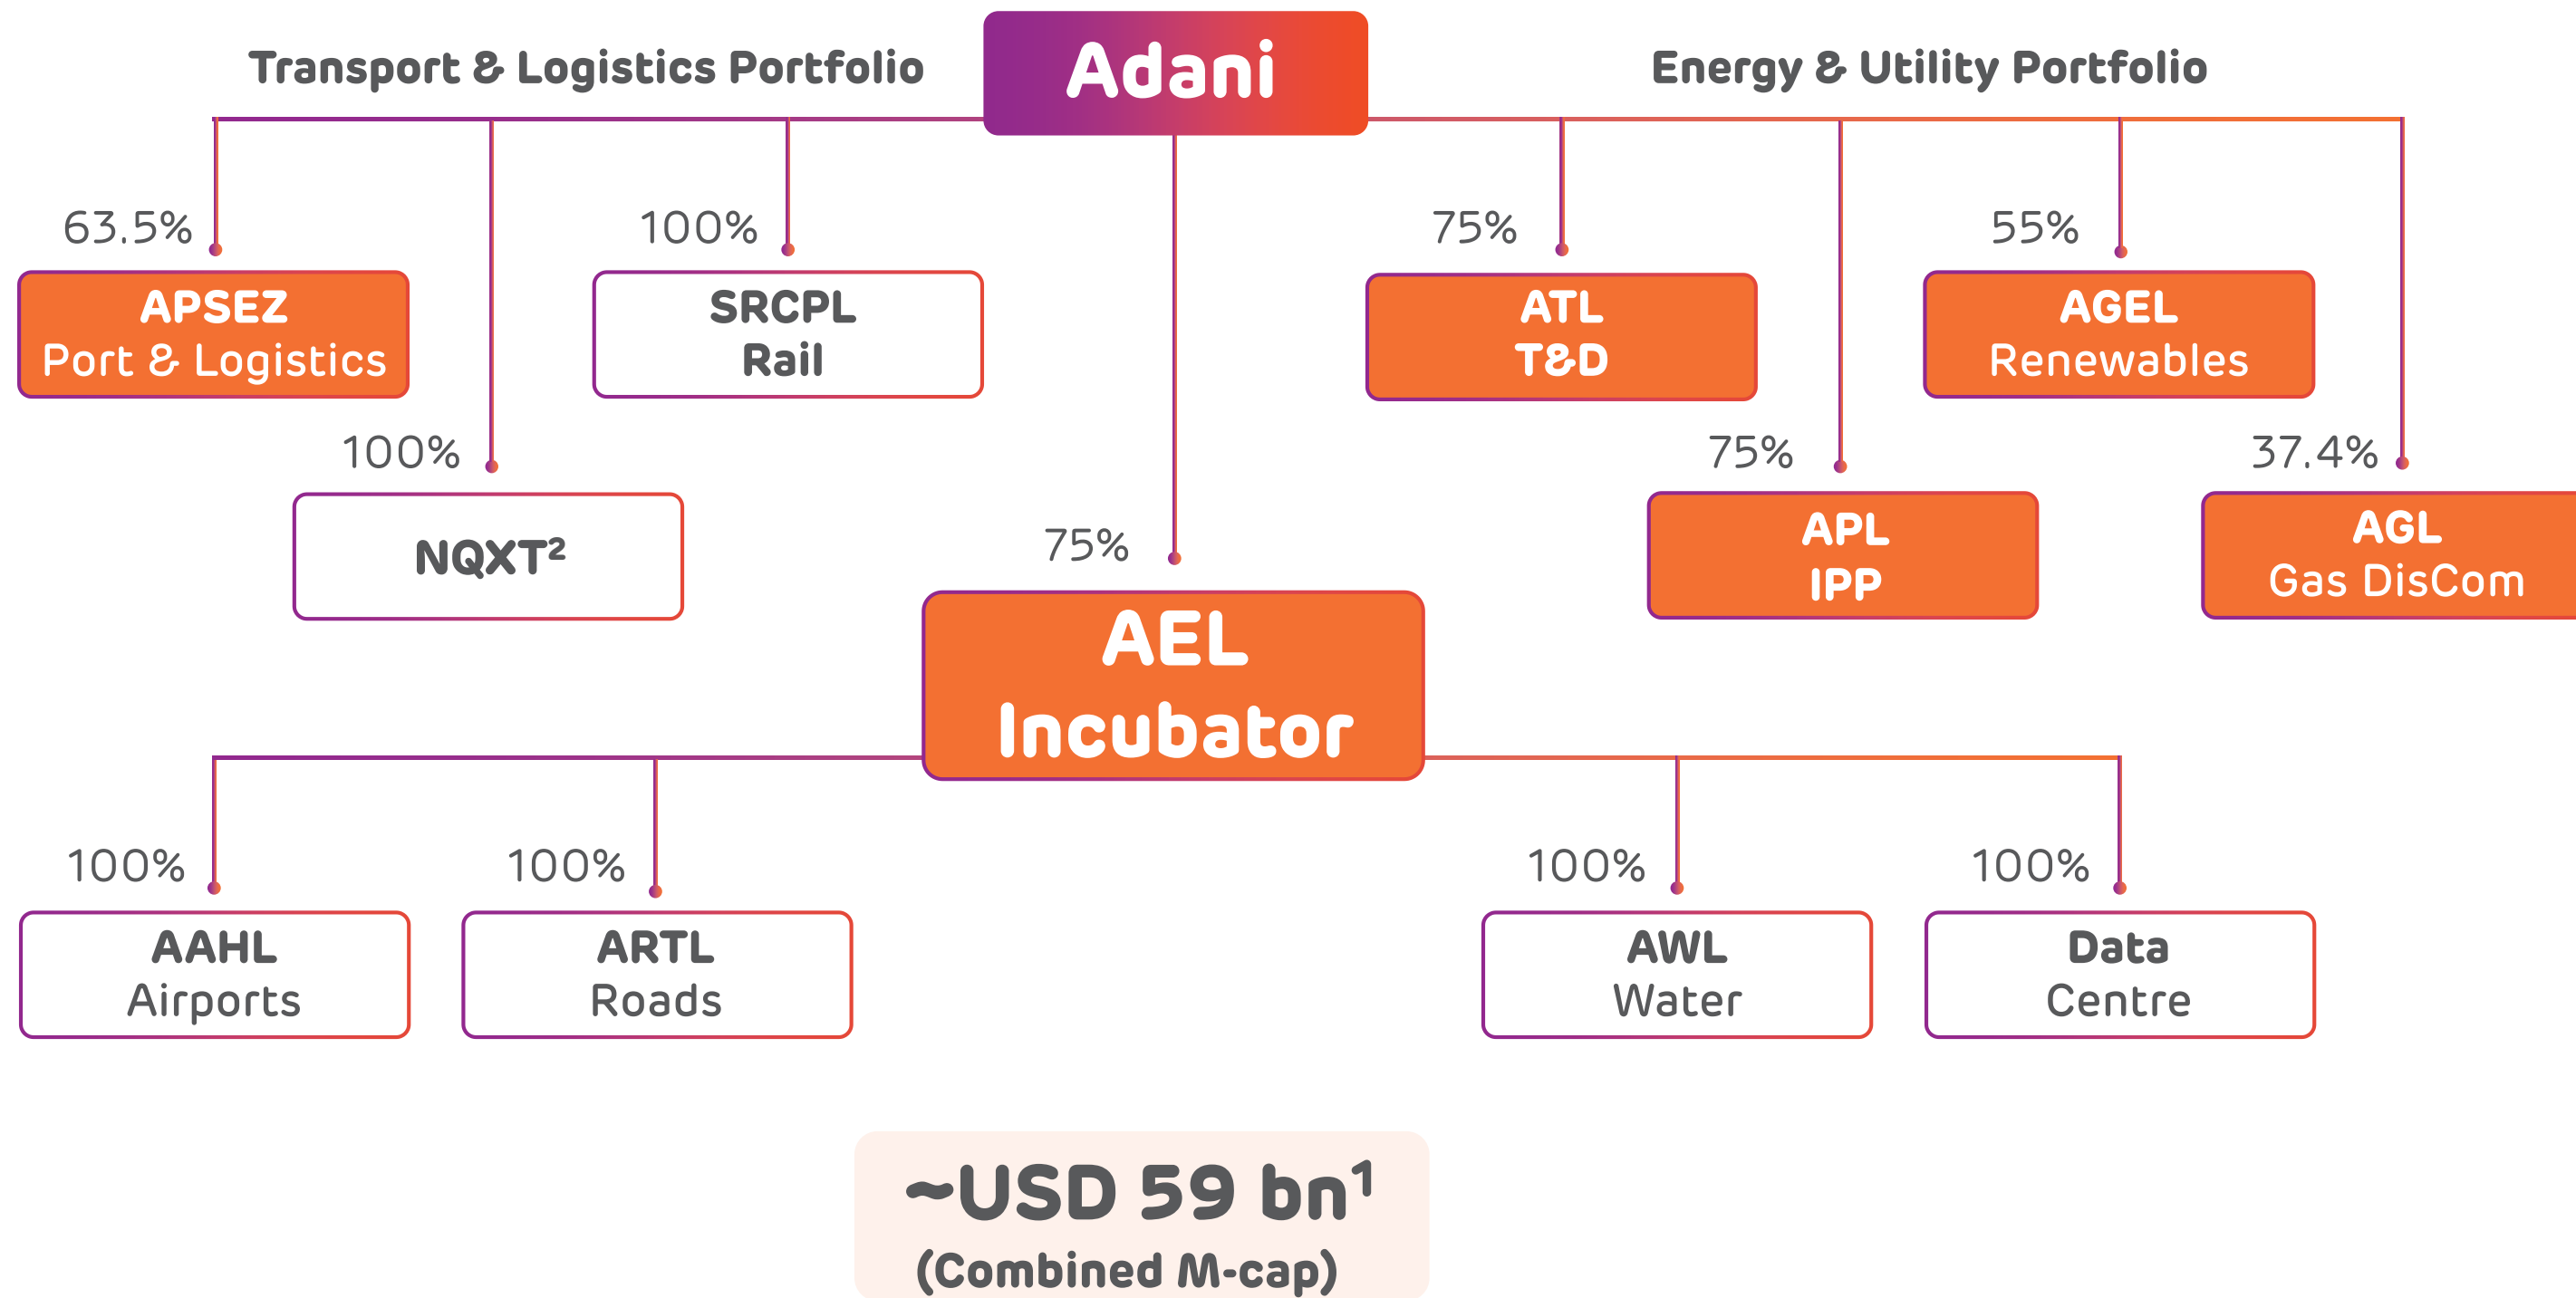 Adani
Transport & Logistics Portfolio
Energy & Utility Portfolio
63.5%
APSEZ
Port & Logistics
100%
NQXT²
100%
SRCPL
Rail
75%
ATL
T&D
75%
APL
IPP
55%
AGEL
Renewables
37.4%
AGL
Gas DisCom
75%
AEL
Incubator
100%
AAHL
Airports
100%
ARTL
Roads
100%
AWL
Water
100%
Data
Centre
~USD 59 bn¹
(Combined M-cap)